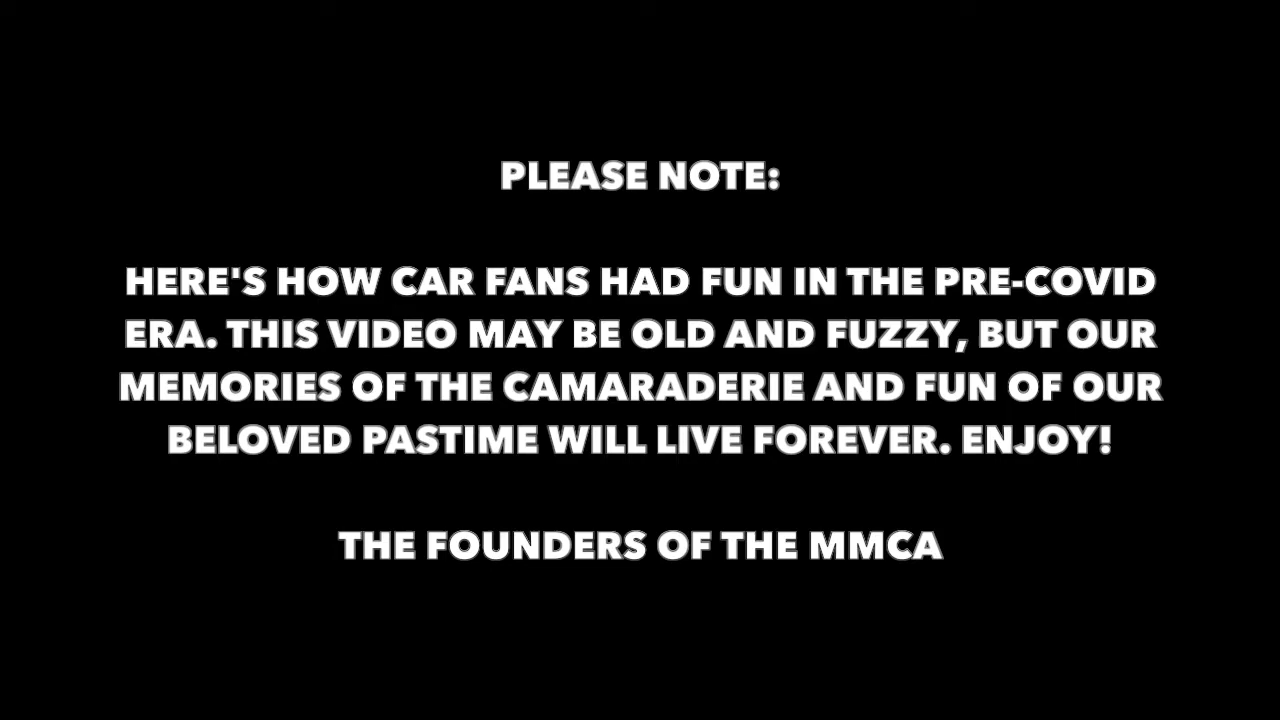 PLEASE NOTE:
HERE'S HOW CAR FANS HAD FUN IN THE PRE-COVID
ERA. THIS VIDEO MAY BE OLD AND FUZZY, BUT OUR
MEMORIES OF THE CAMARADERIE AND FUN OF OUR
BELOVED PASTIME WILL LIVE FOREVER. ENJOY!
THE FOUNDERS OF THE MMCA